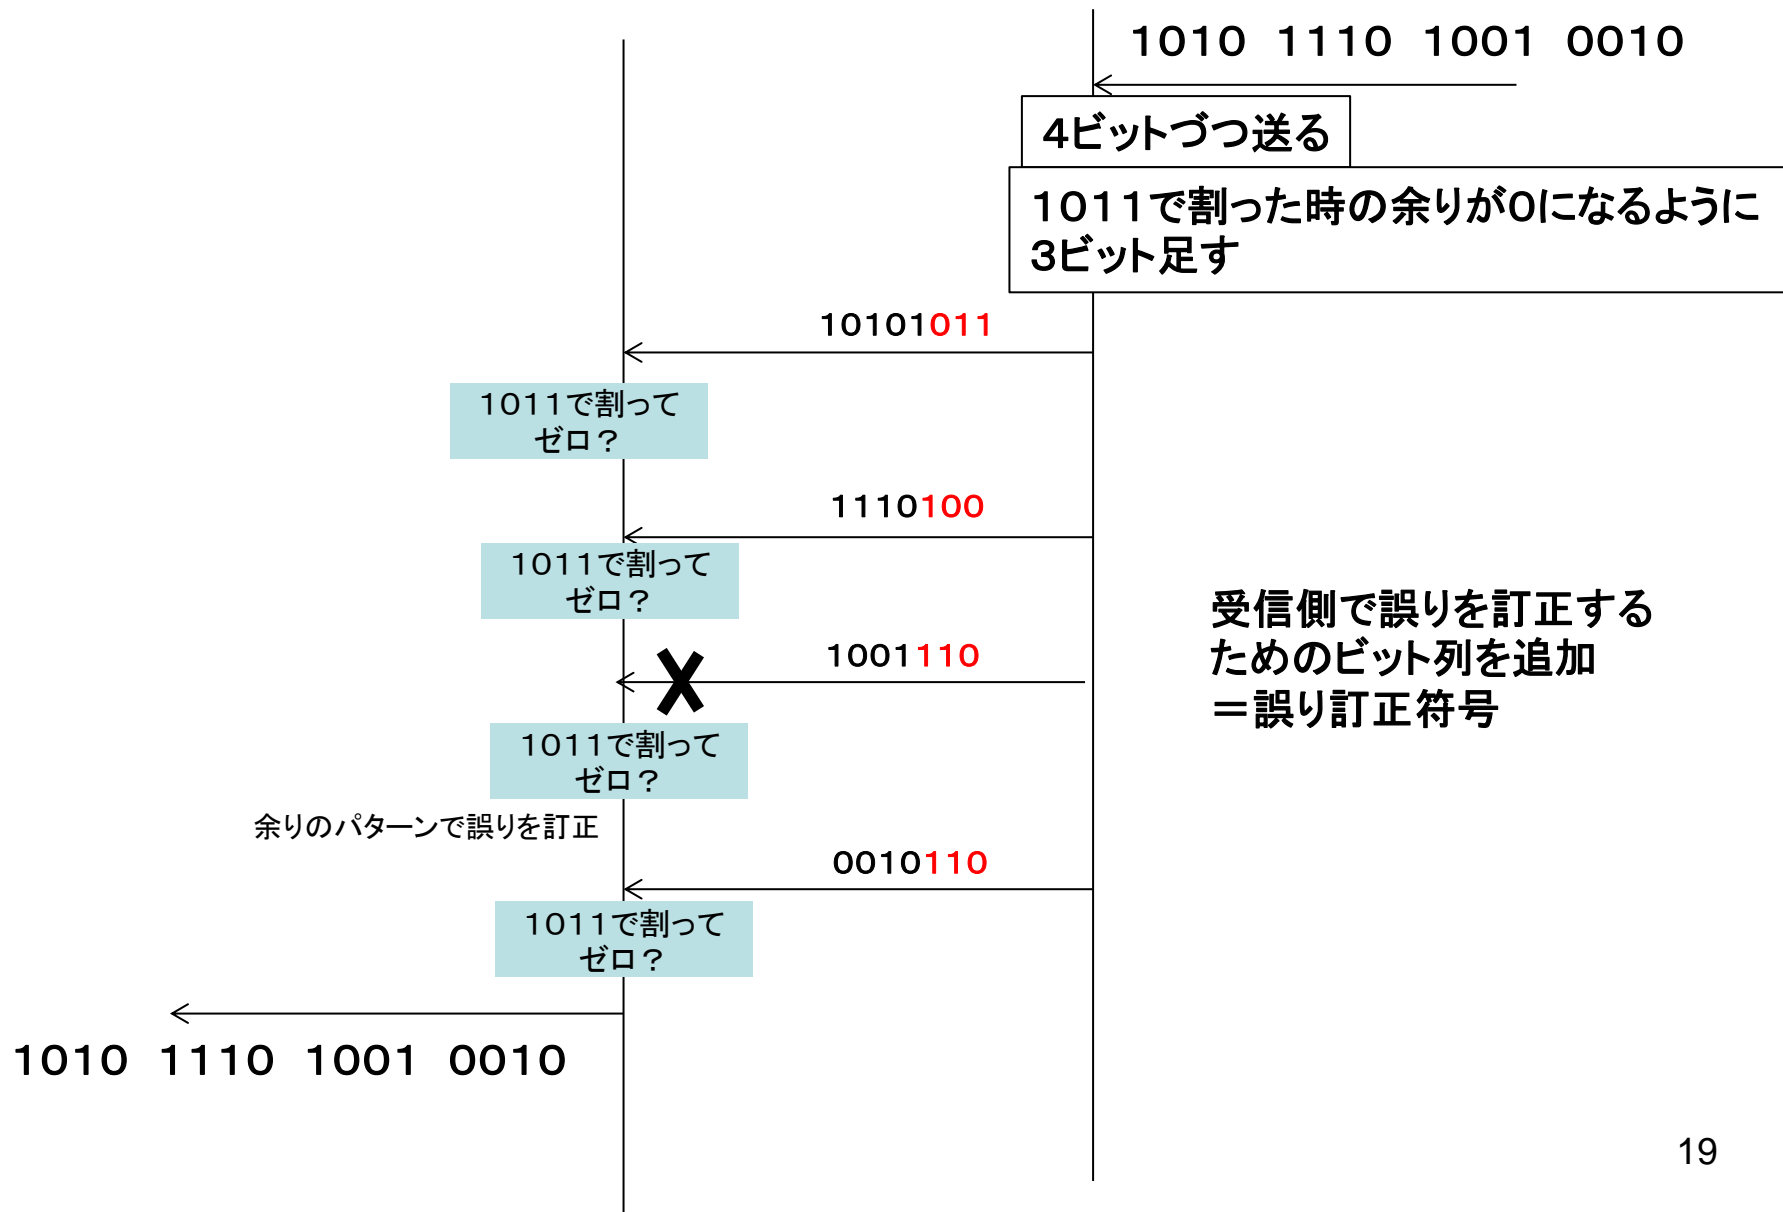 １０１０　１１１０　１００１　００１０
４ビットづつ送る
１０１１で割った時の余りが０になるように
３ビット足す
１０１０１０１１
１０１１で割って
ゼロ？
１１１０１００
１０１１で割って
ゼロ？
１００１１１０
X
受信側で誤りを訂正する
ためのビット列を追加
＝誤り訂正符号
１０１１で割って
ゼロ？
余りのパターンで誤りを訂正
００１０１１０
１０１１で割って
ゼロ？
１０１０　１１１０　１００１　００１０
19